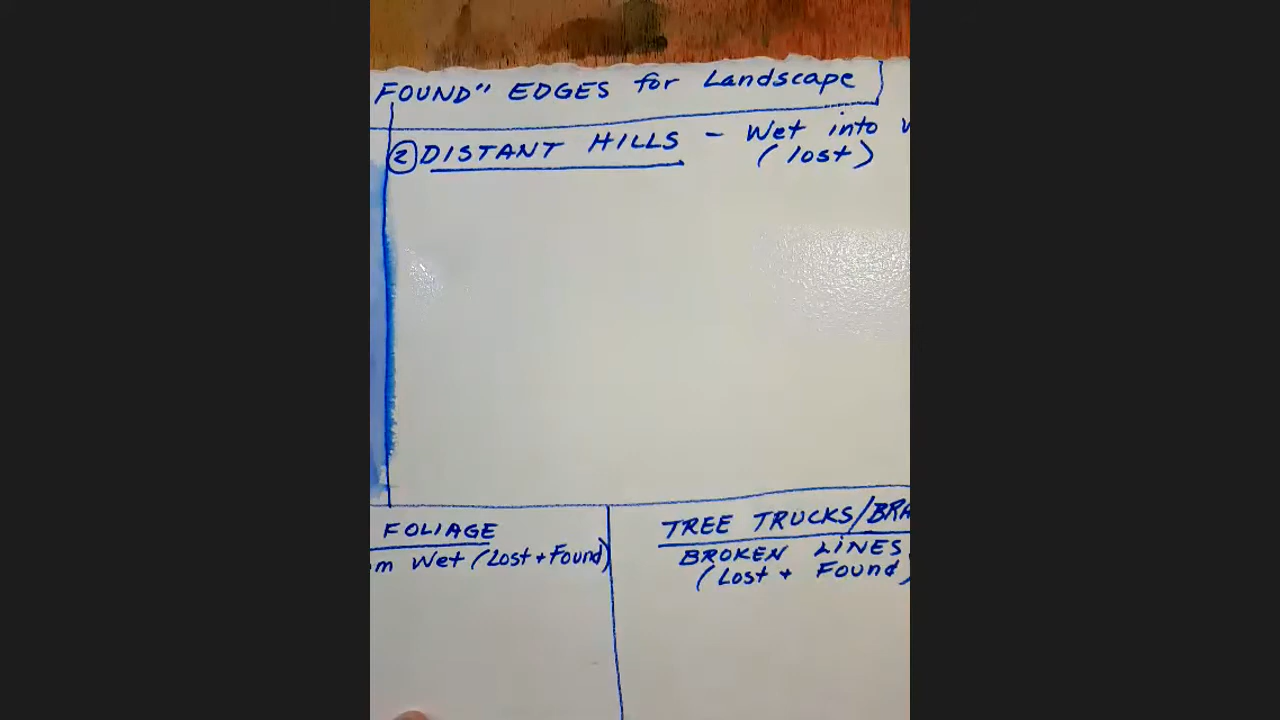 FOUND" EDGES for Landscape
② DISTANT HILLS - Wet into
(lost)
FOLIAGE
m Wet (Lost + Found)
TREE TRUCKS/BRA
BROKEN LINES
(Lost + Found)